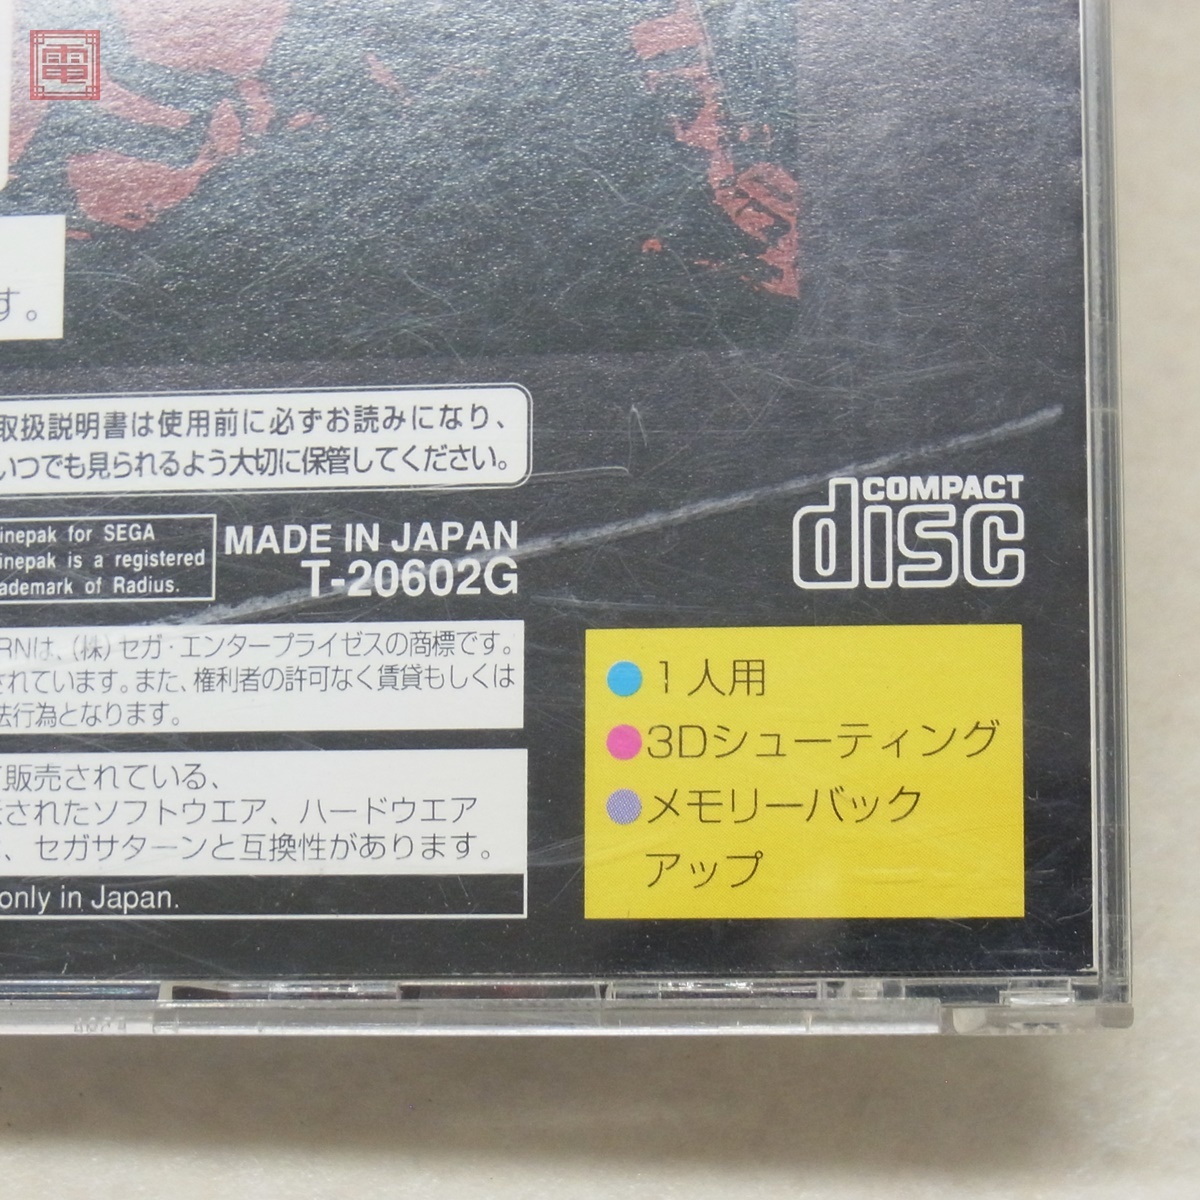 電
す。
取扱説明書は使用前に必ずお読みになり、
いつでも見られるよう大切に保管してください。
inepak for SEGA
inepak is a registered
ademark of Radius.
MADE IN JAPAN
T-20602G
COMPACT
disc
RNは、(株)セガ・エンタープライゼスの商標です。
されています。また、権利者の許可なく賃貸もしくは
法行為となります。
て販売されている、
されたソフトウエア、ハードウエア
、セガサターンと互換性があります。
only in Japan.
1人用
3Dシューティング
メモリーバック
アップ